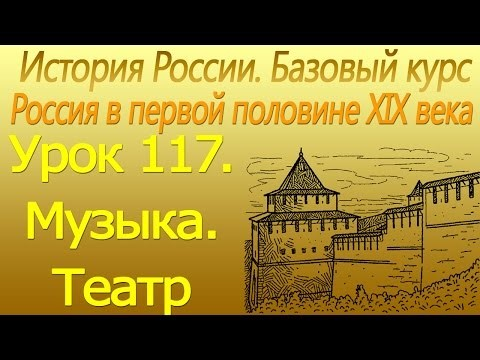 История России. Базовый курс
Россия в первой половине XIX века
Урок 117.
Музыка.
Театр